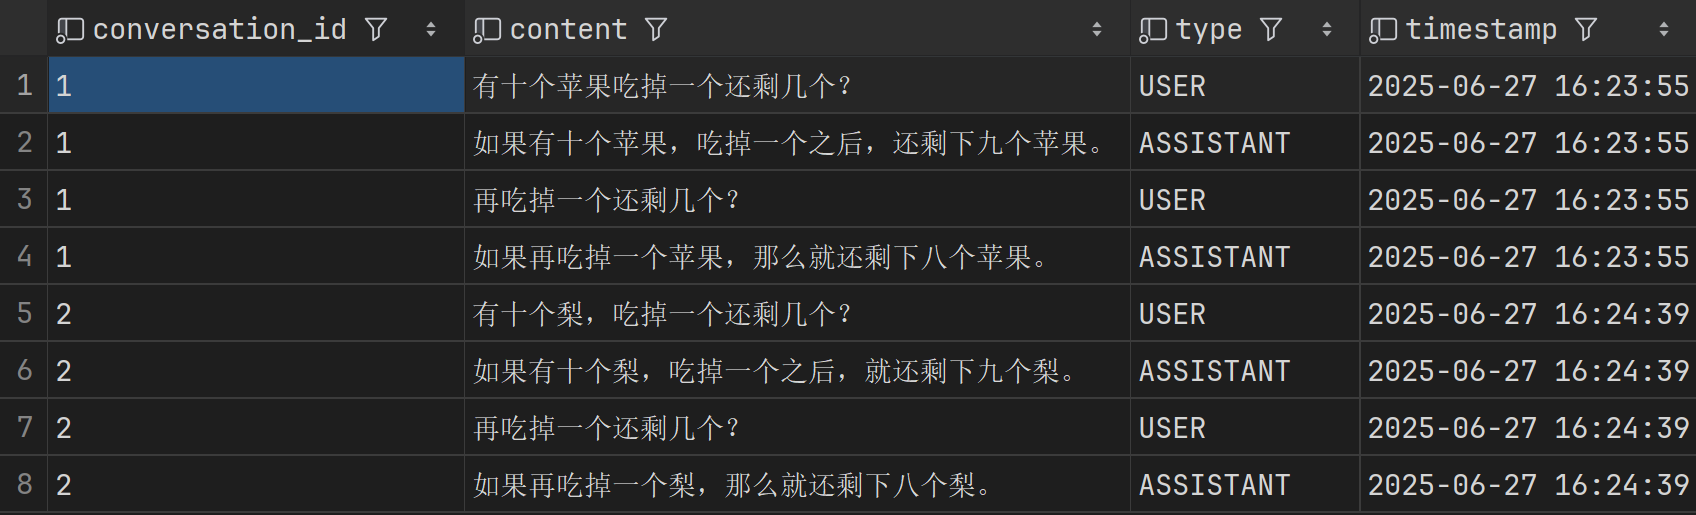 conversation_id content type timestamp
1 1 有十个苹果吃掉一个还剩几个？ USER 2025-06-27 16:23:55
2 1 如果有十个苹果，吃掉一个之后，还剩下九个苹果。 ASSISTANT 2025-06-27 16:23:55
3 1 再吃掉一个还剩几个？ USER 2025-06-27 16:23:55
4 1 如果再吃掉一个苹果，那么就还剩下八个苹果。 ASSISTANT 2025-06-27 16:23:55
5 2 有十个梨，吃掉一个还剩几个？ USER 2025-06-27 16:24:39
6 2 如果有十个梨，吃掉一个之后，就还剩下九个梨。 ASSISTANT 2025-06-27 16:24:39
7 2 再吃掉一个还剩几个？ USER 2025-06-27 16:24:39
8 2 如果再吃掉一个梨，那么就还剩下八个梨。 ASSISTANT 2025-06-27 16:24:39